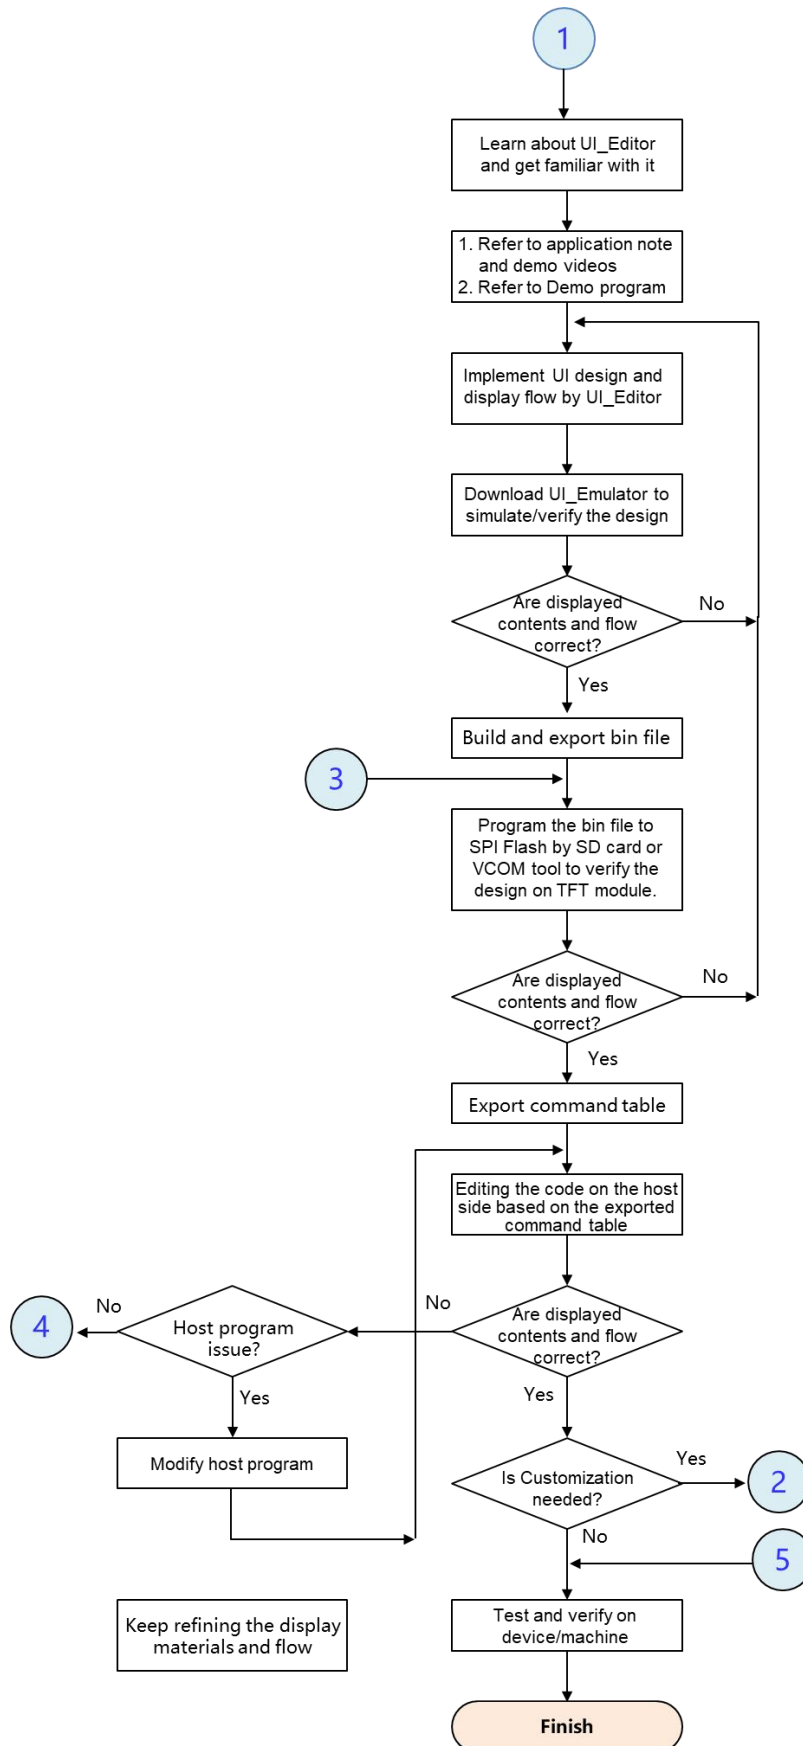 1
Learn about UI_Editor
and get familiar with it
1. Refer to application note
and demo videos
2. Refer to Demo program
Implement UI design and
display flow by UI_Editor
Download UI_Emulator to
simulate/verify the design
Are displayed
contents and flow
correct?
No
Yes
Build and export bin file
3
Program the bin file to
SPI Flash by SD card or
VCOM tool to verify the
design on TFT module.
Are displayed
contents and flow
correct?
No
Yes
Export command table
Editing the code on the host
side based on the exported
command table
Are displayed
contents and flow
correct?
No
Host program
issue?
No
4
Yes
Modify host program
Yes
Is Customization
needed?
Yes
2
No
5
Test and verify on
device/machine
Keep refining the display
materials and flow
Finish